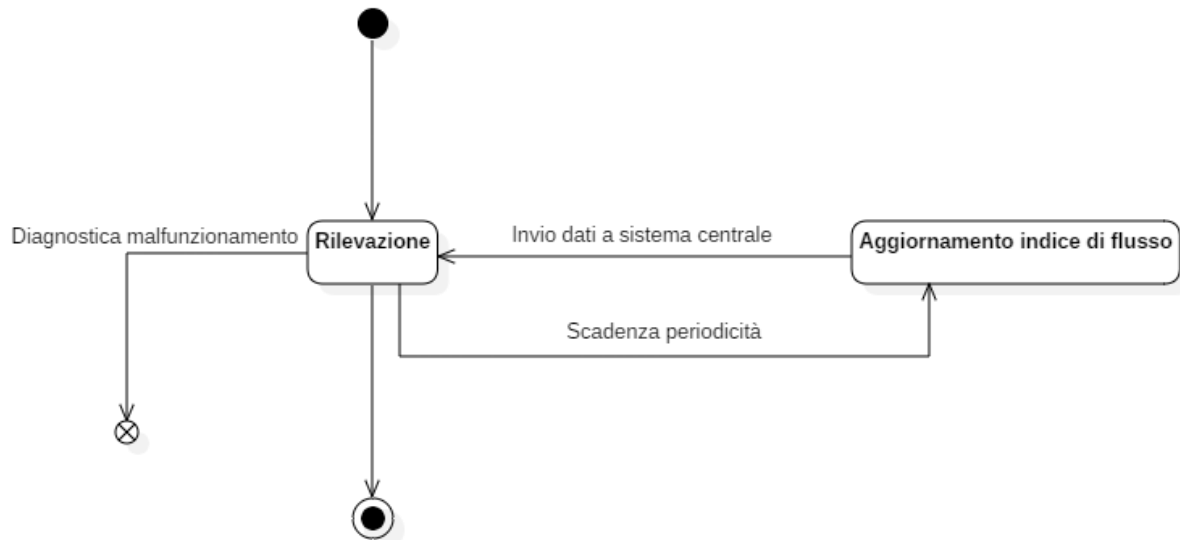 Diagnostica malfunzionamento
Rilevazione
Invio dati a sistema centrale
Aggiornamento indice di flusso
Scadenza periodicità